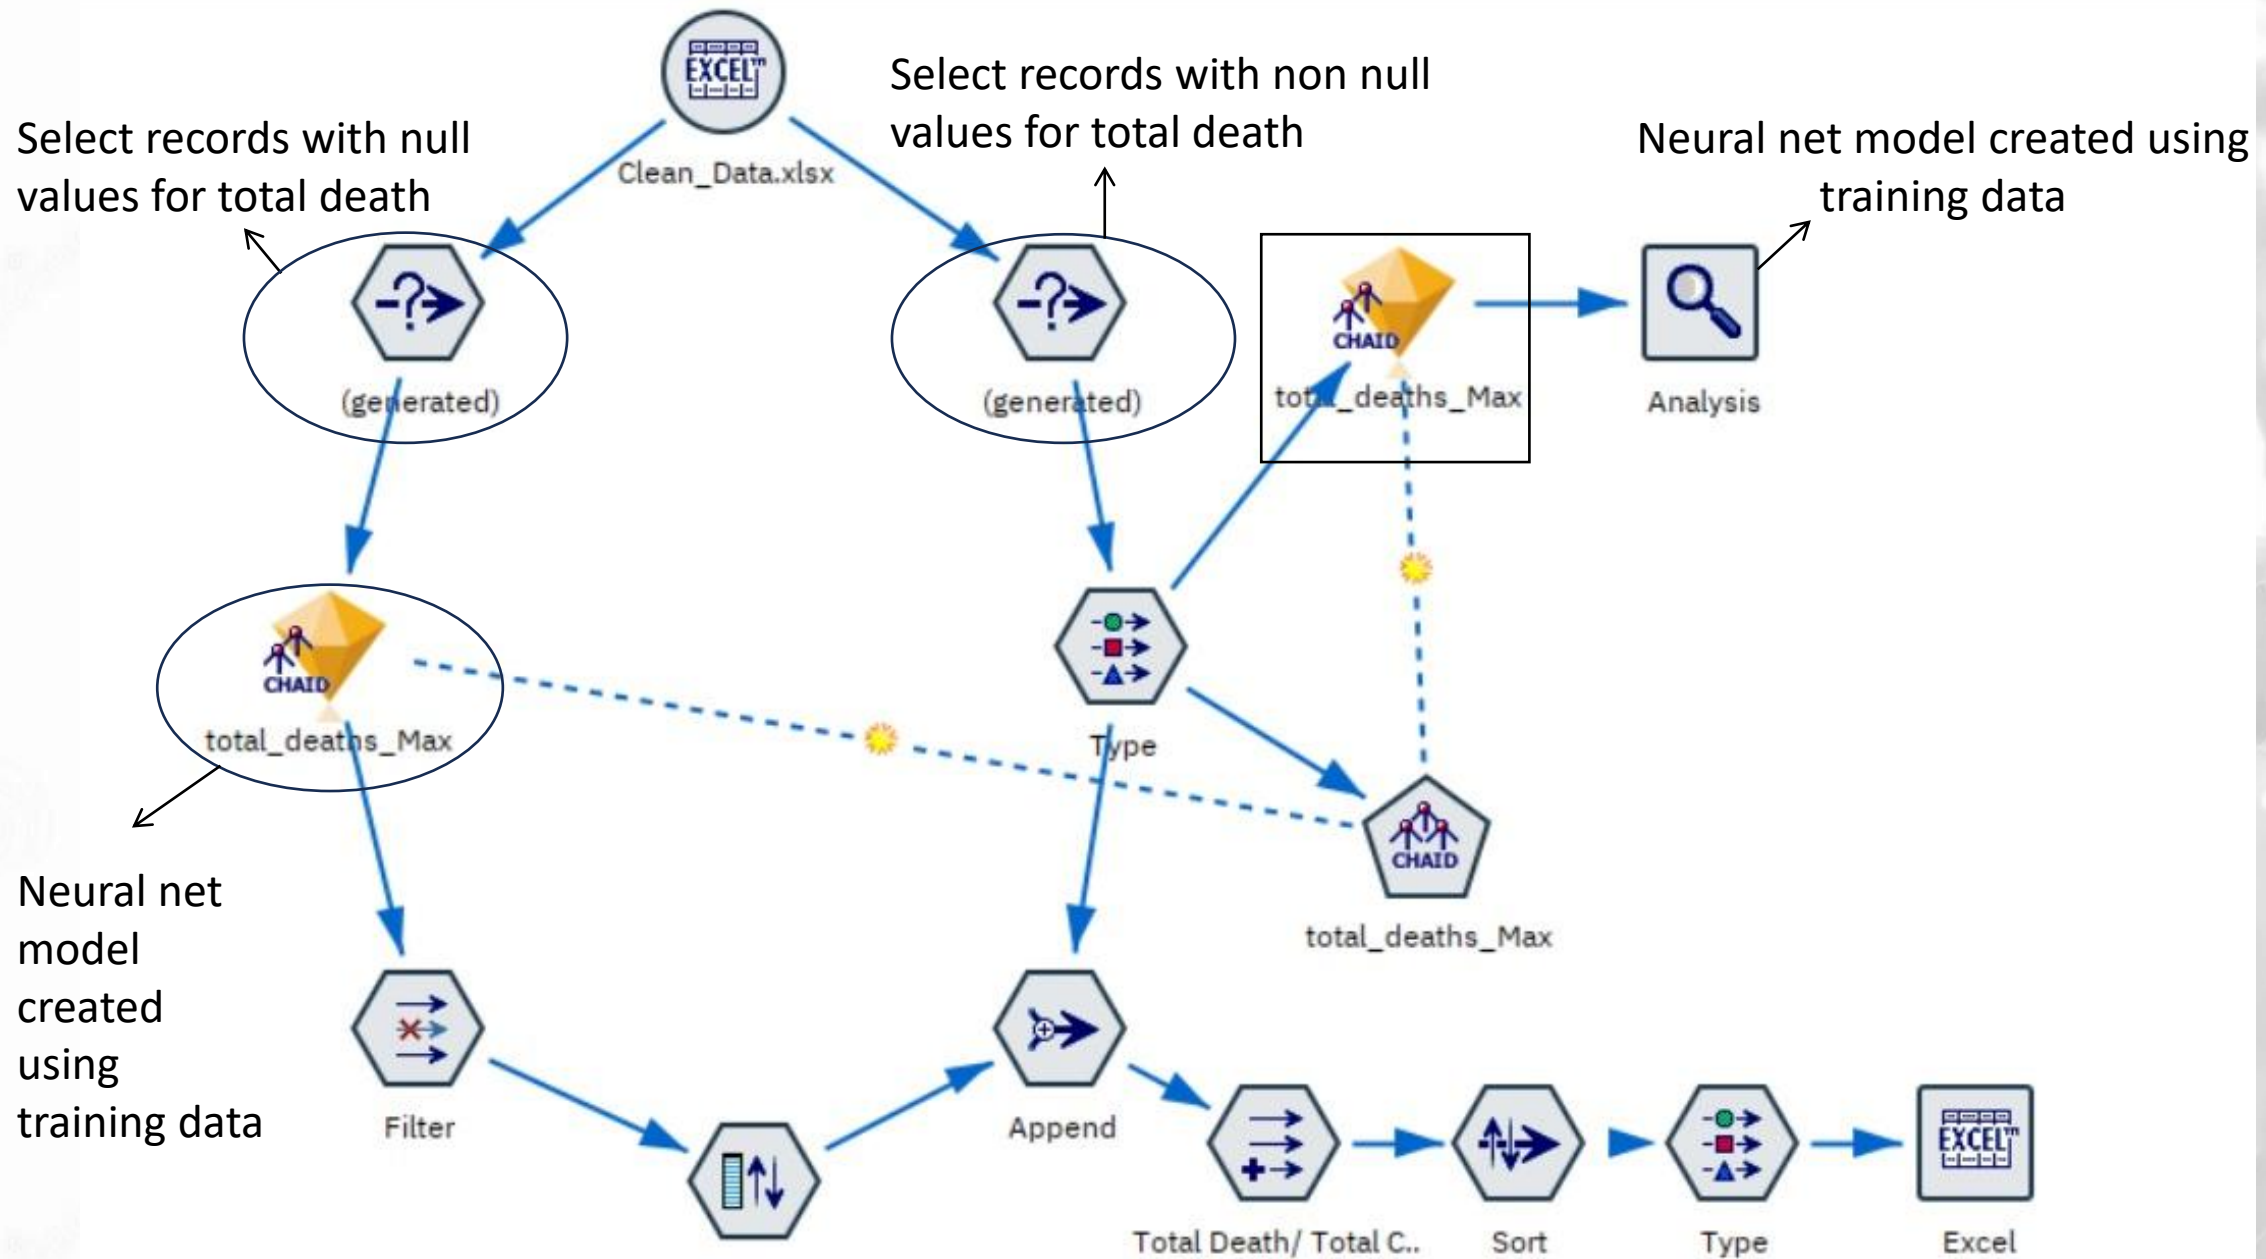 EXCEL™
Clean_Data.xlsx
Select records with null
values for total death
Select records with non null
values for total death
Neural net model created using
training data
(generated)
(generated)
CHAID
total_deaths_Max
Analysis
CHAID
total_deaths_Max
Type
CHAID
total_deaths_Max
Neural net
model
created
using
training data
Filter
Append
Total Death/ Total C..
Sort
Type
EXCEL™
Excel